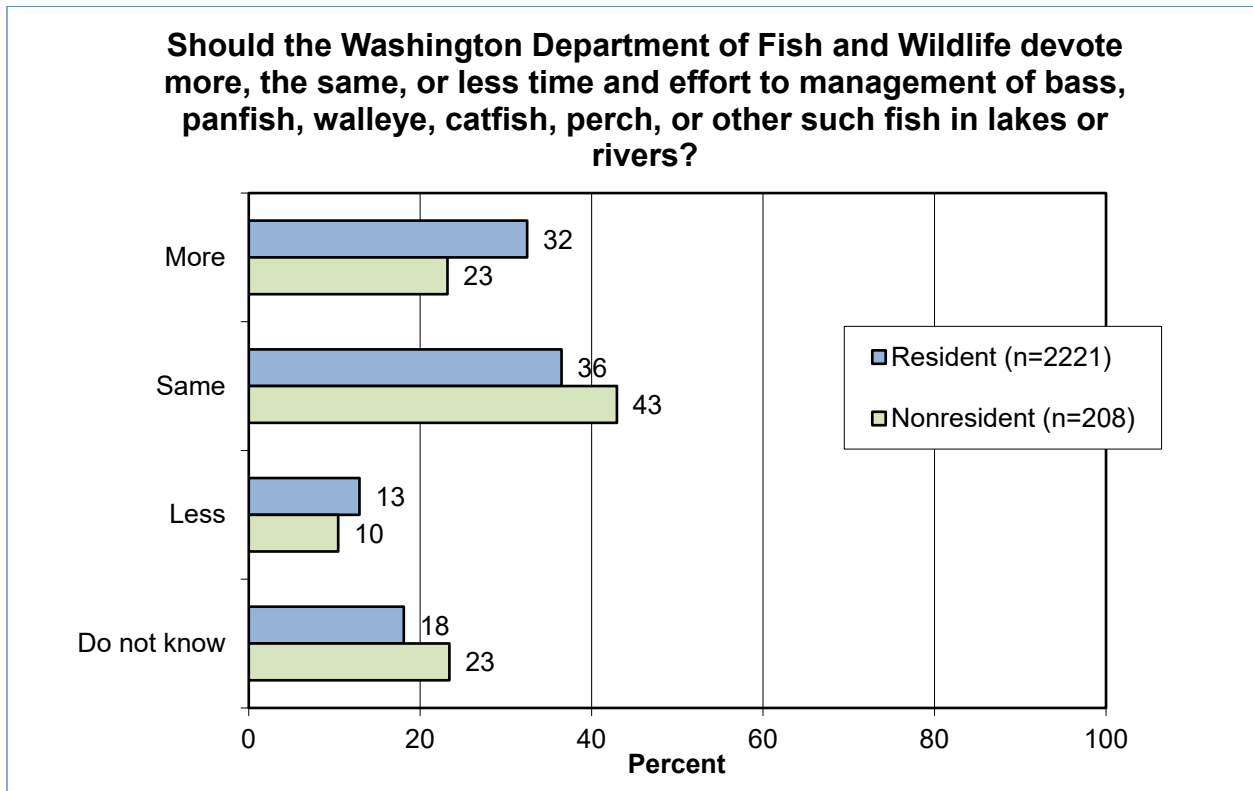 Should the Washington Department of Fish and Wildlife devote
more, the same, or less time and effort to management of bass,
panfish, walleye, catfish, perch, or other such fish in lakes or
rivers?
More
32
23
Same
36
43
Less
13
10
Do not know
18
23
Resident (n=2221)
Nonresident (n=208)
0 20 40 60 80 100
Percent